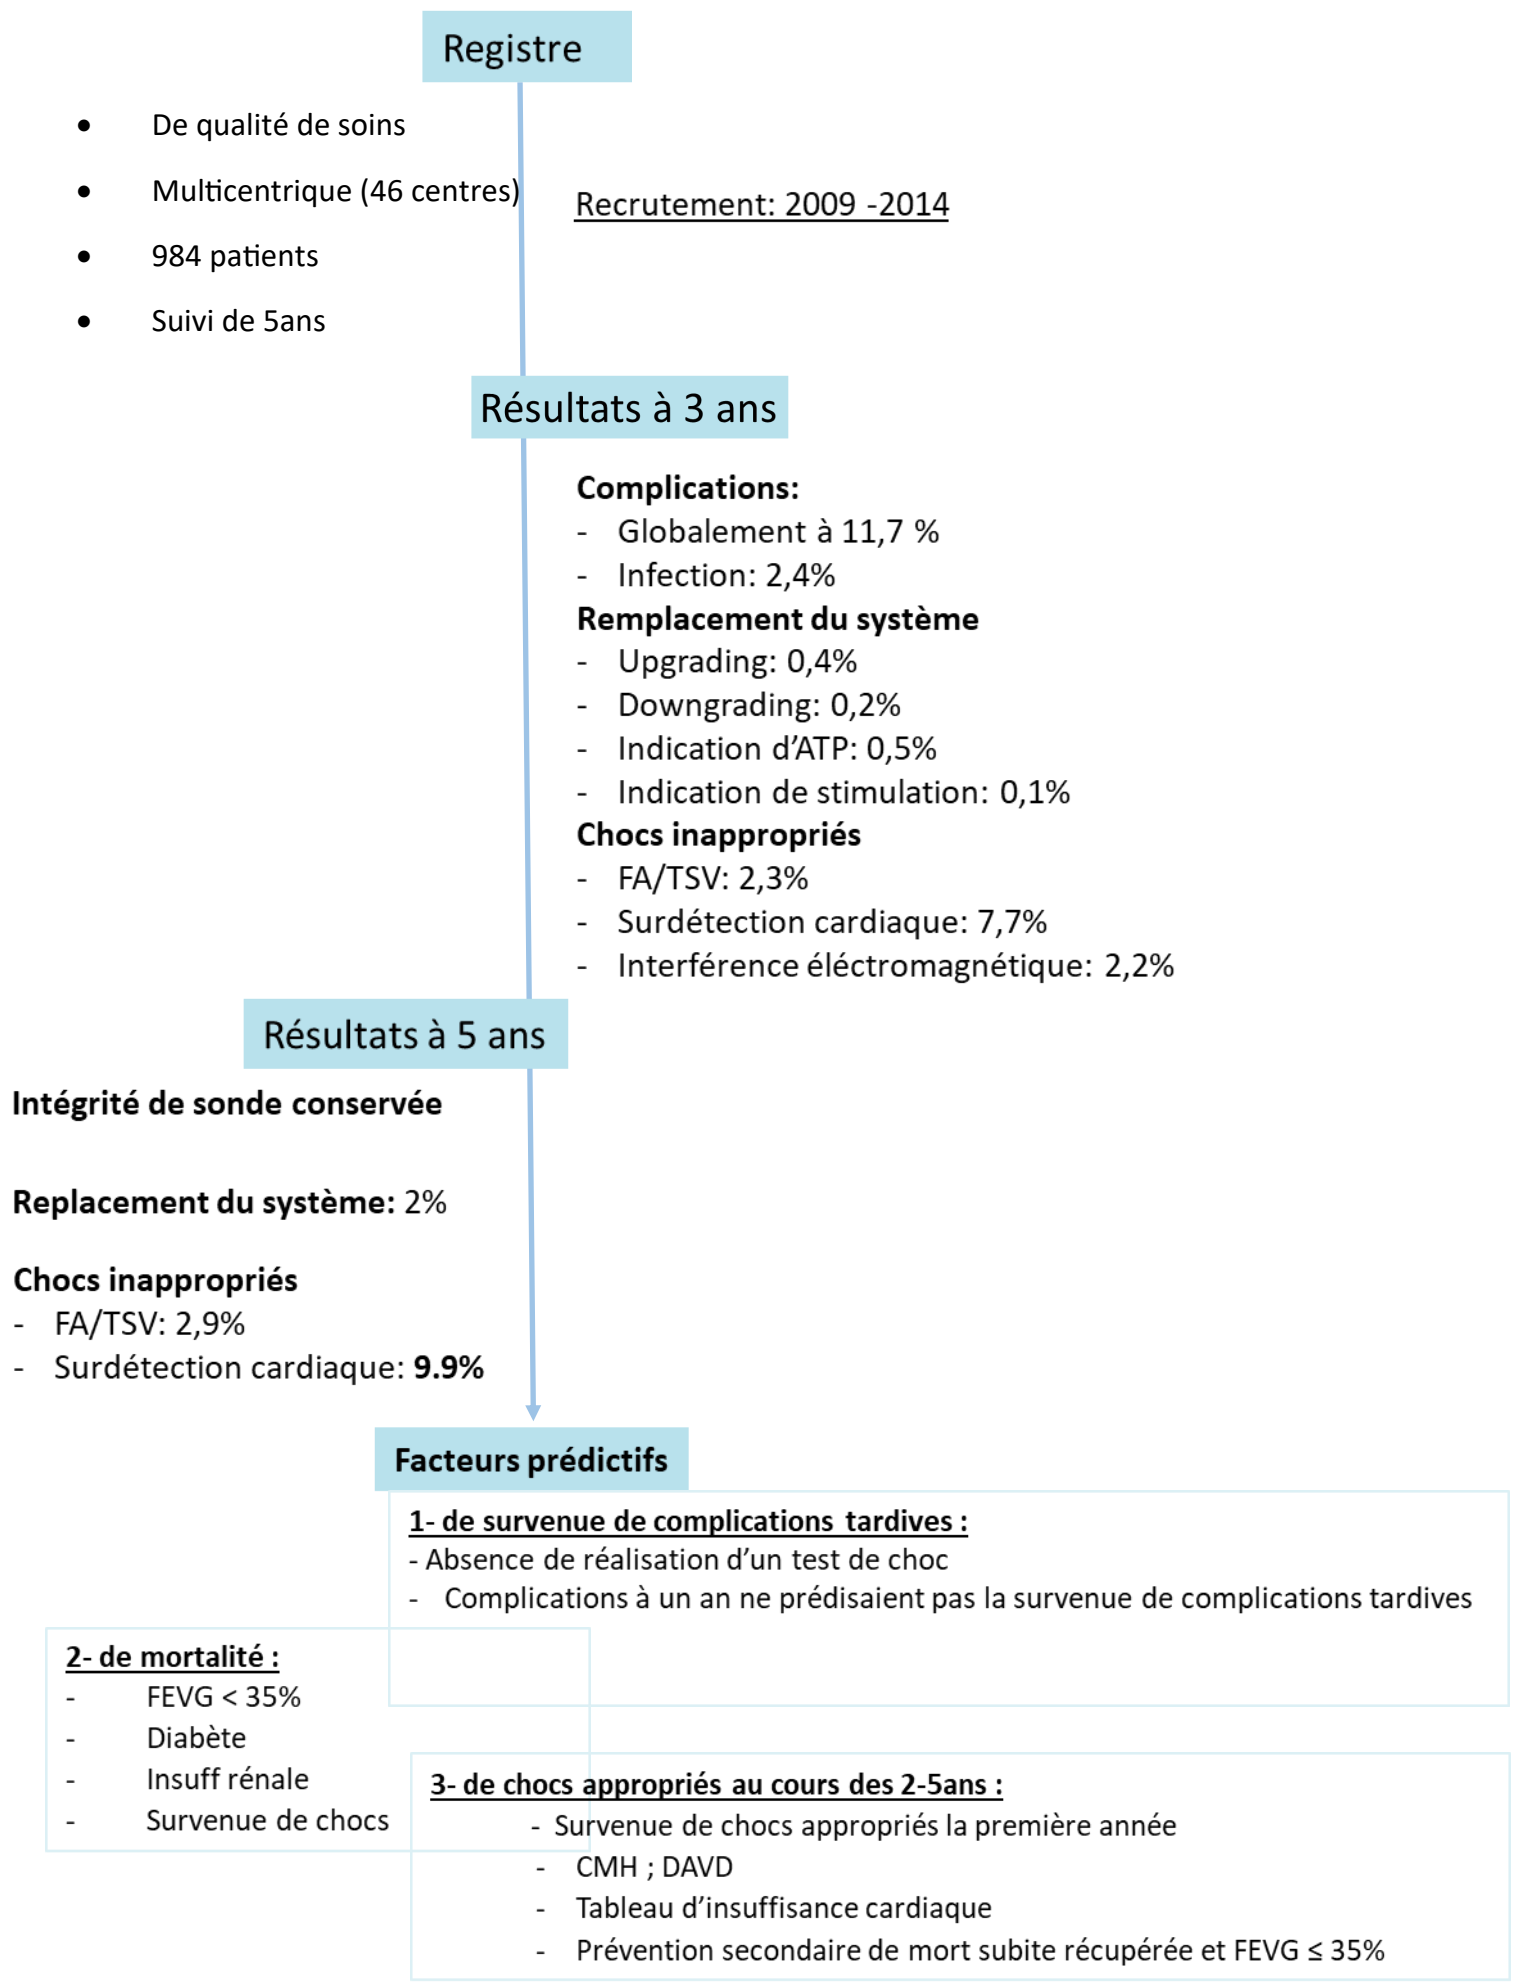 Registre
• De qualité de soins
• Multicentrique (46 centres)
• 984 patients
• Suivi de 5ans
Recrutement: 2009 -2014
Résultats à 3 ans
Complications:
- Globalement à 11,7 %
- Infection: 2,4%
Remplacement du système
- Upgrading: 0,4%
- Downgrading: 0,2%
- Indication d’ATP: 0,5%
- Indication de stimulation: 0,1%
Chocs inappropriés
- FA/TSV: 2,3%
- Surdétection cardiaque: 7,7%
- Interférence éléctromagnétique: 2,2%
Résultats à 5 ans
Intégrité de sonde conservée
Replacement du système: 2%
Chocs inappropriés
- FA/TSV: 2,9%
- Surdétection cardiaque: 9.9%
Facteurs prédictifs
1- de survenue de complications tardives :
- Absence de réalisation d’un test de choc
- Complications à un an ne prédisaient pas la survenue de complications tardives
2- de mortalité :
- FEVG < 35%
- Diabète
- Insuff rénale
- Survenue de chocs
3- de chocs appropriés au cours des 2-5ans :
- Survenue de chocs appropriés la première année
- CMH ; DAVD
- Tableau d’insuffisance cardiaque
- Prévention secondaire de mort subite récupérée et FEVG ≤ 35%